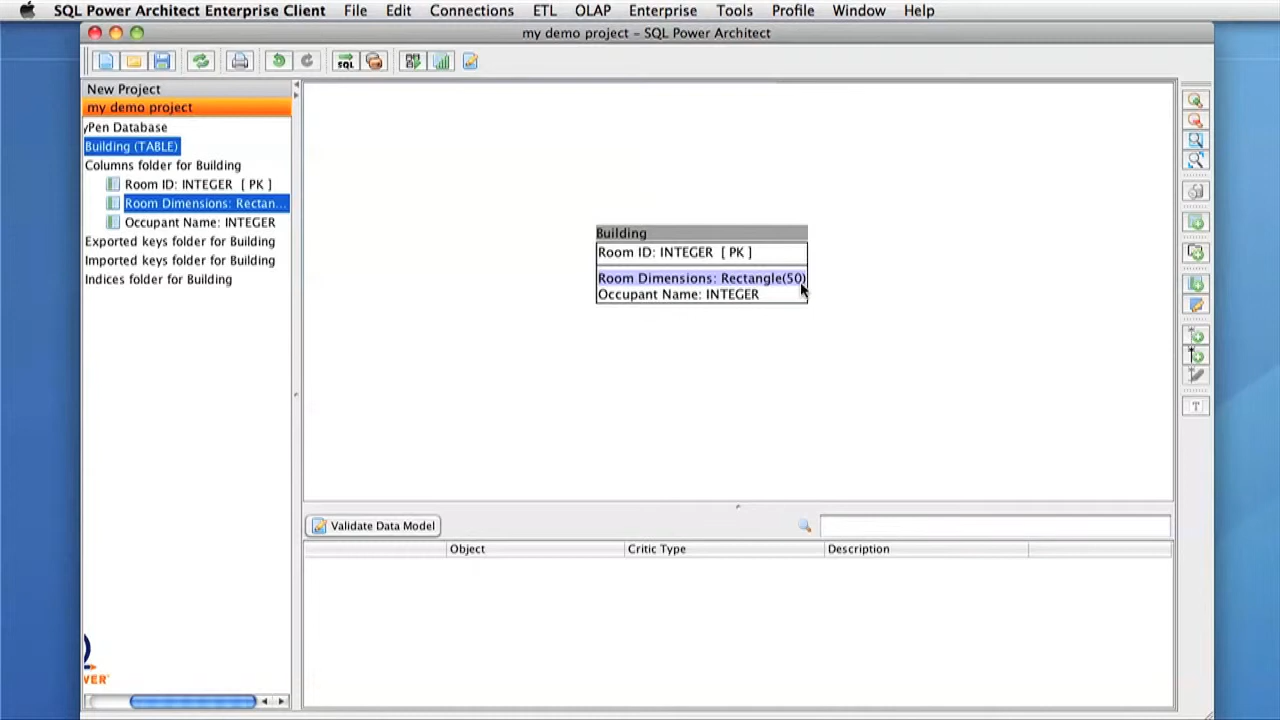 SQL Power Architect Enterprise Client File Edit Connections ETL OLAP Enterprise Tools Profile Window Help
my demo project – SQL Power Architect
SQL
New Project
my demo project
yPen Database
Building (TABLE)
Columns folder for Building
Room ID: INTEGER [ PK ]
Room Dimensions: Rectan...
Occupant Name: INTEGER
Exported keys folder for Building
Imported keys folder for Building
Indices folder for Building
Building
Room ID: INTEGER [ PK ]
Room Dimensions: Rectangle(50)
Occupant Name: INTEGER
T
Validate Data Model
Object Critic Type Description
WER